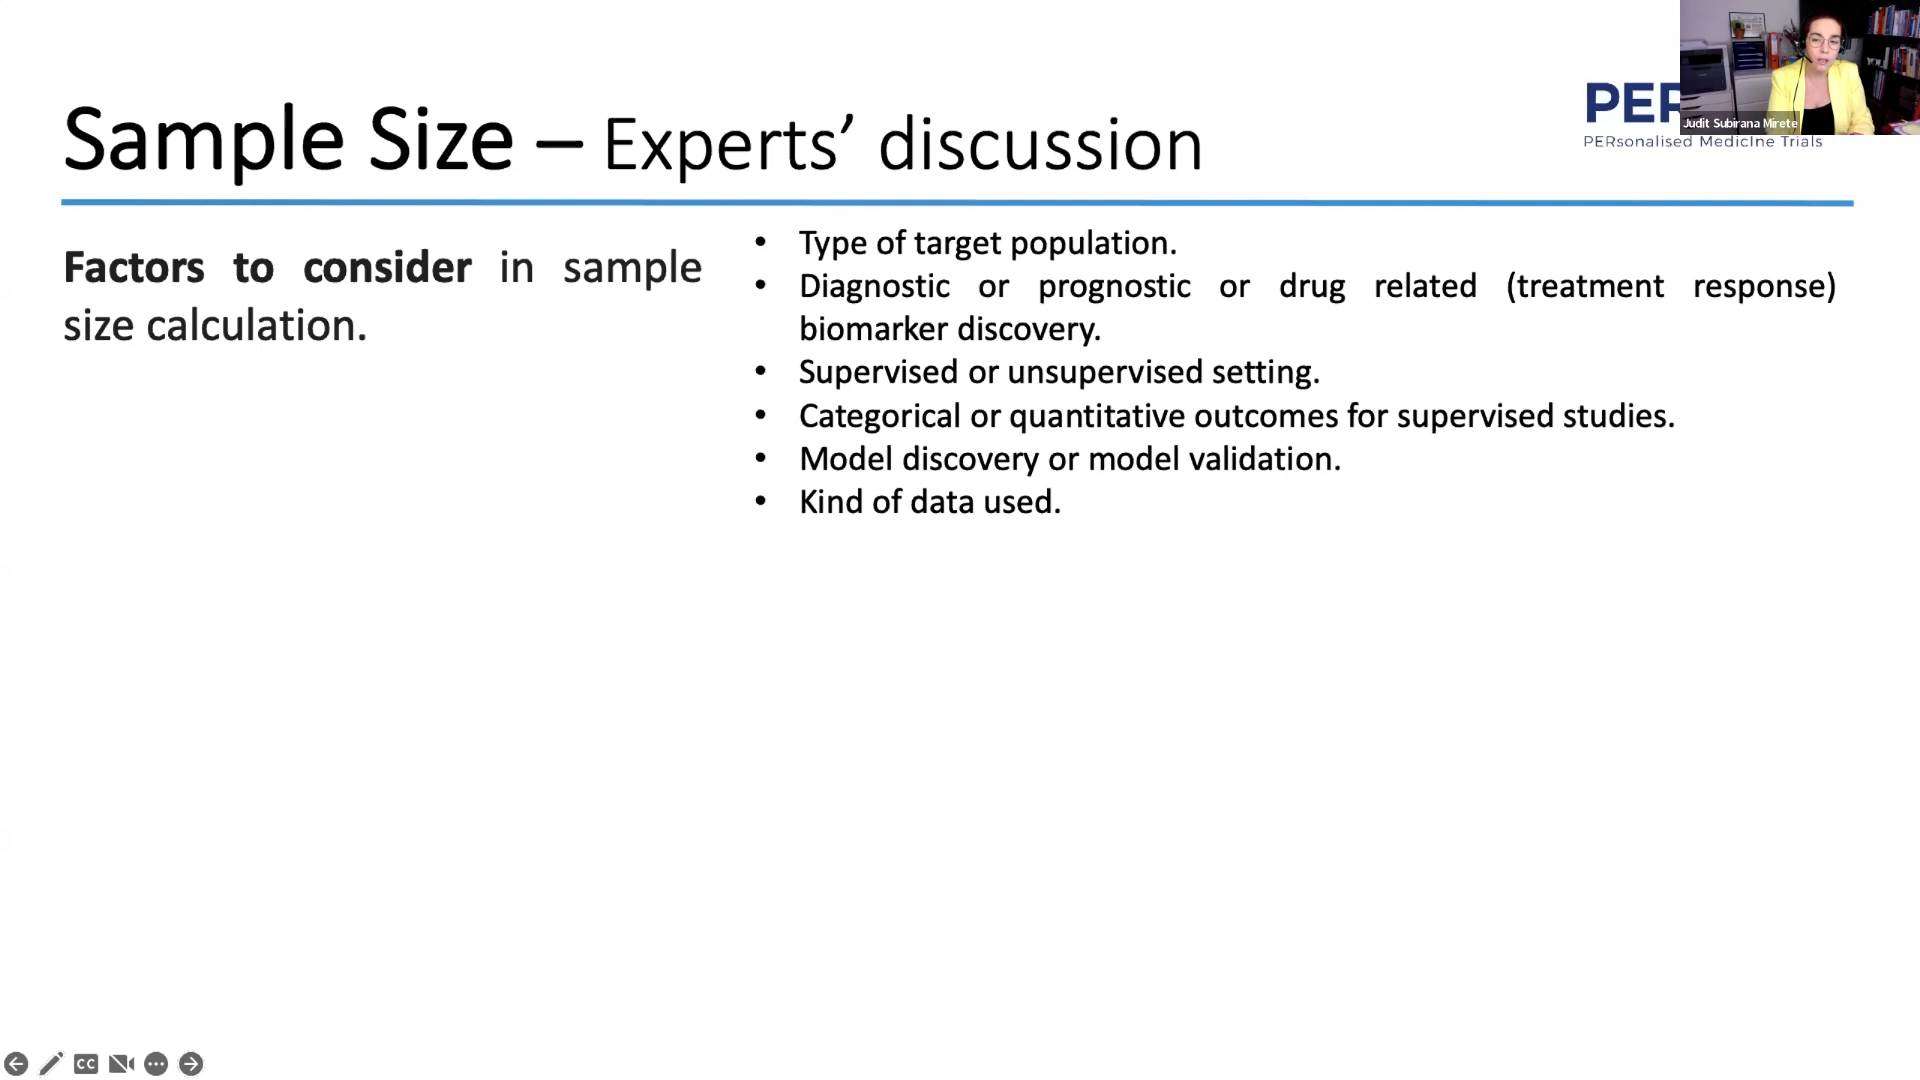 Sample Size – Experts’ discussion
PER
PERsonalised MedicIne Trials
Judit Subirana Mirete
Factors to consider in sample
size calculation.
• Type of target population.
• Diagnostic or prognostic or drug related (treatment response)
biomarker discovery.
• Supervised or unsupervised setting.
• Categorical or quantitative outcomes for supervised studies.
• Model discovery or model validation.
• Kind of data used.
CC